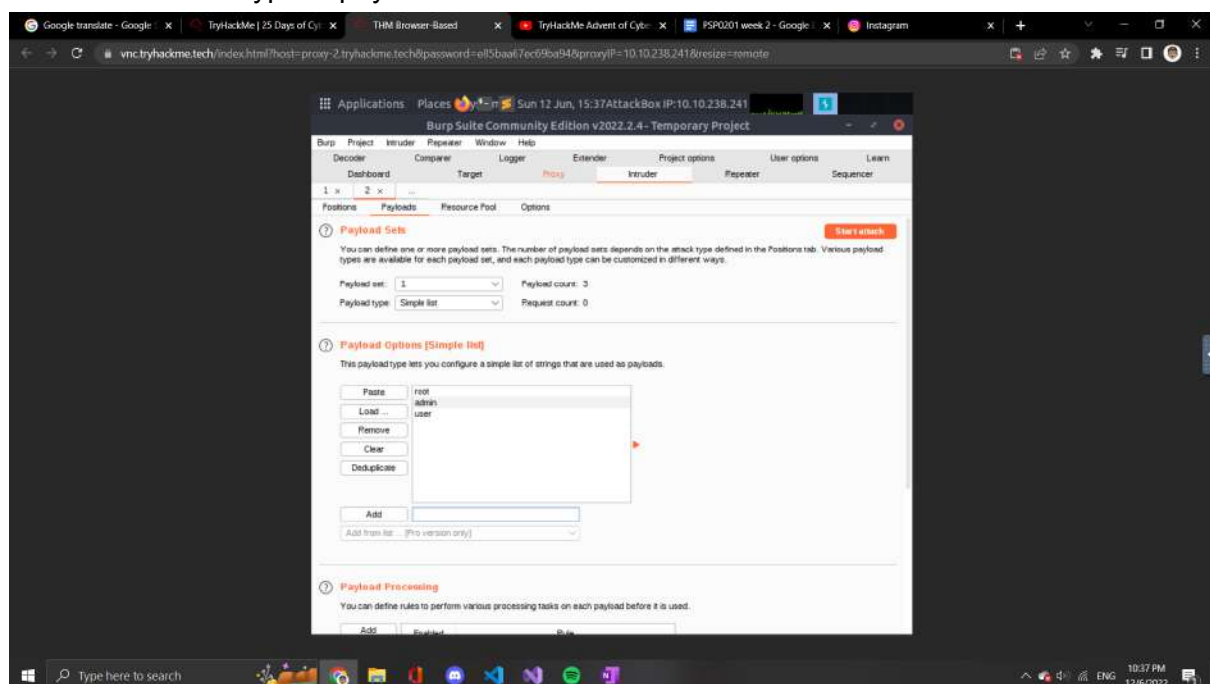 Google translate - Google
TryHackMe | 25 Days of Cy
THM Browser-Based
TryHackMe Advent of Cybe
PSP0201 week 2 - Google
Instagram
vnc.tryhackme.tech/index.html?host=proxy-2.tryhackme.tech&password=e85baa67ec69ba94&proxyIP=10.10.238.241&resize=remote
Applications Places Sun 12 Jun, 15:37 AttackBox IP:10.10.238.241
Burp Suite Community Edition v2022.2.4 - Temporary Project
Burp Project Intruder Repeater Window Help
Decoder Comparer Logger Extender Project options User options Learn
Dashboard Target Proxy Intruder Repeater Sequencer
1 × 2 × ...
Positions Payloads Resource Pool Options
Payload Sets
Start attack
You can define one or more payload sets. The number of payload sets depends on the attack type defined in the Positions tab. Various payload
types are available for each payload set, and each payload type can be customized in different ways.
Payload set: 1 Payload count: 3
Payload type: Simple list Request count: 0
Payload Options [Simple list]
This payload type lets you configure a simple list of strings that are used as payloads.
Paste
Load ...
Remove
Clear
Deduplicate
root
admin
user
Add
Add from list ... [Pro version only]
Payload Processing
You can define rules to perform various processing tasks on each payload before it is used.
Add Enabled Rule
Type here to search
ENG
10:37 PM
12/6/2022